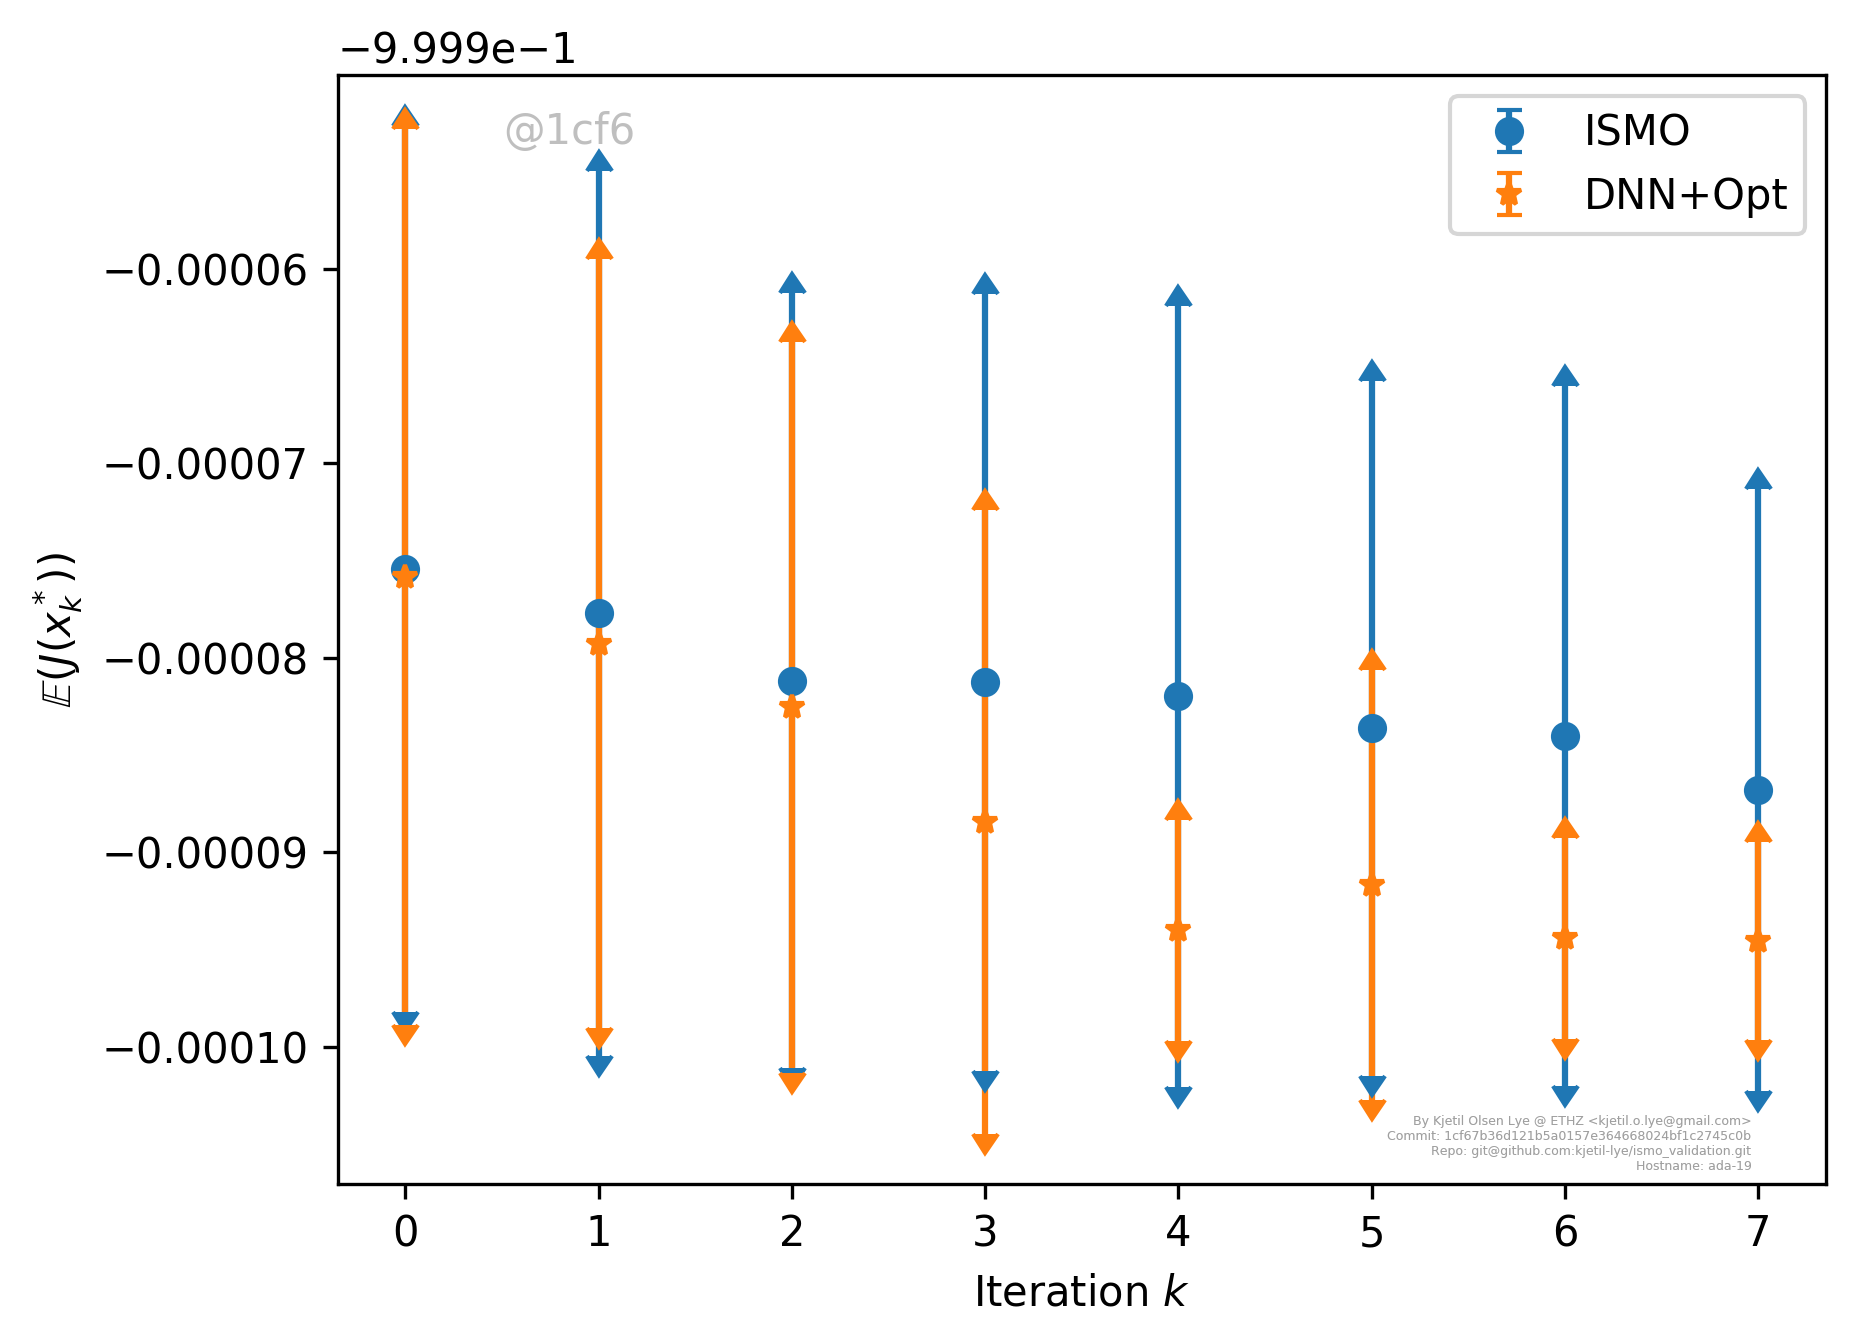 −9.999e−1
@1cf6
ISMO
DNN+Opt
−0.00006
−0.00007
−0.00008
−0.00009
−0.00010
𝔼(J(x*k))
By Kjetil Olsen Lye @ ETHZ <kjetil.o.lye@gmail.com>
Commit: 1cf67b36d121b5a0157e364668024bf1c2745c0b
Repo: git@github.com:kjetil-lye/ismo_validation.git
Hostname: ada-19
0 1 2 3 4 5 6 7
Iteration k